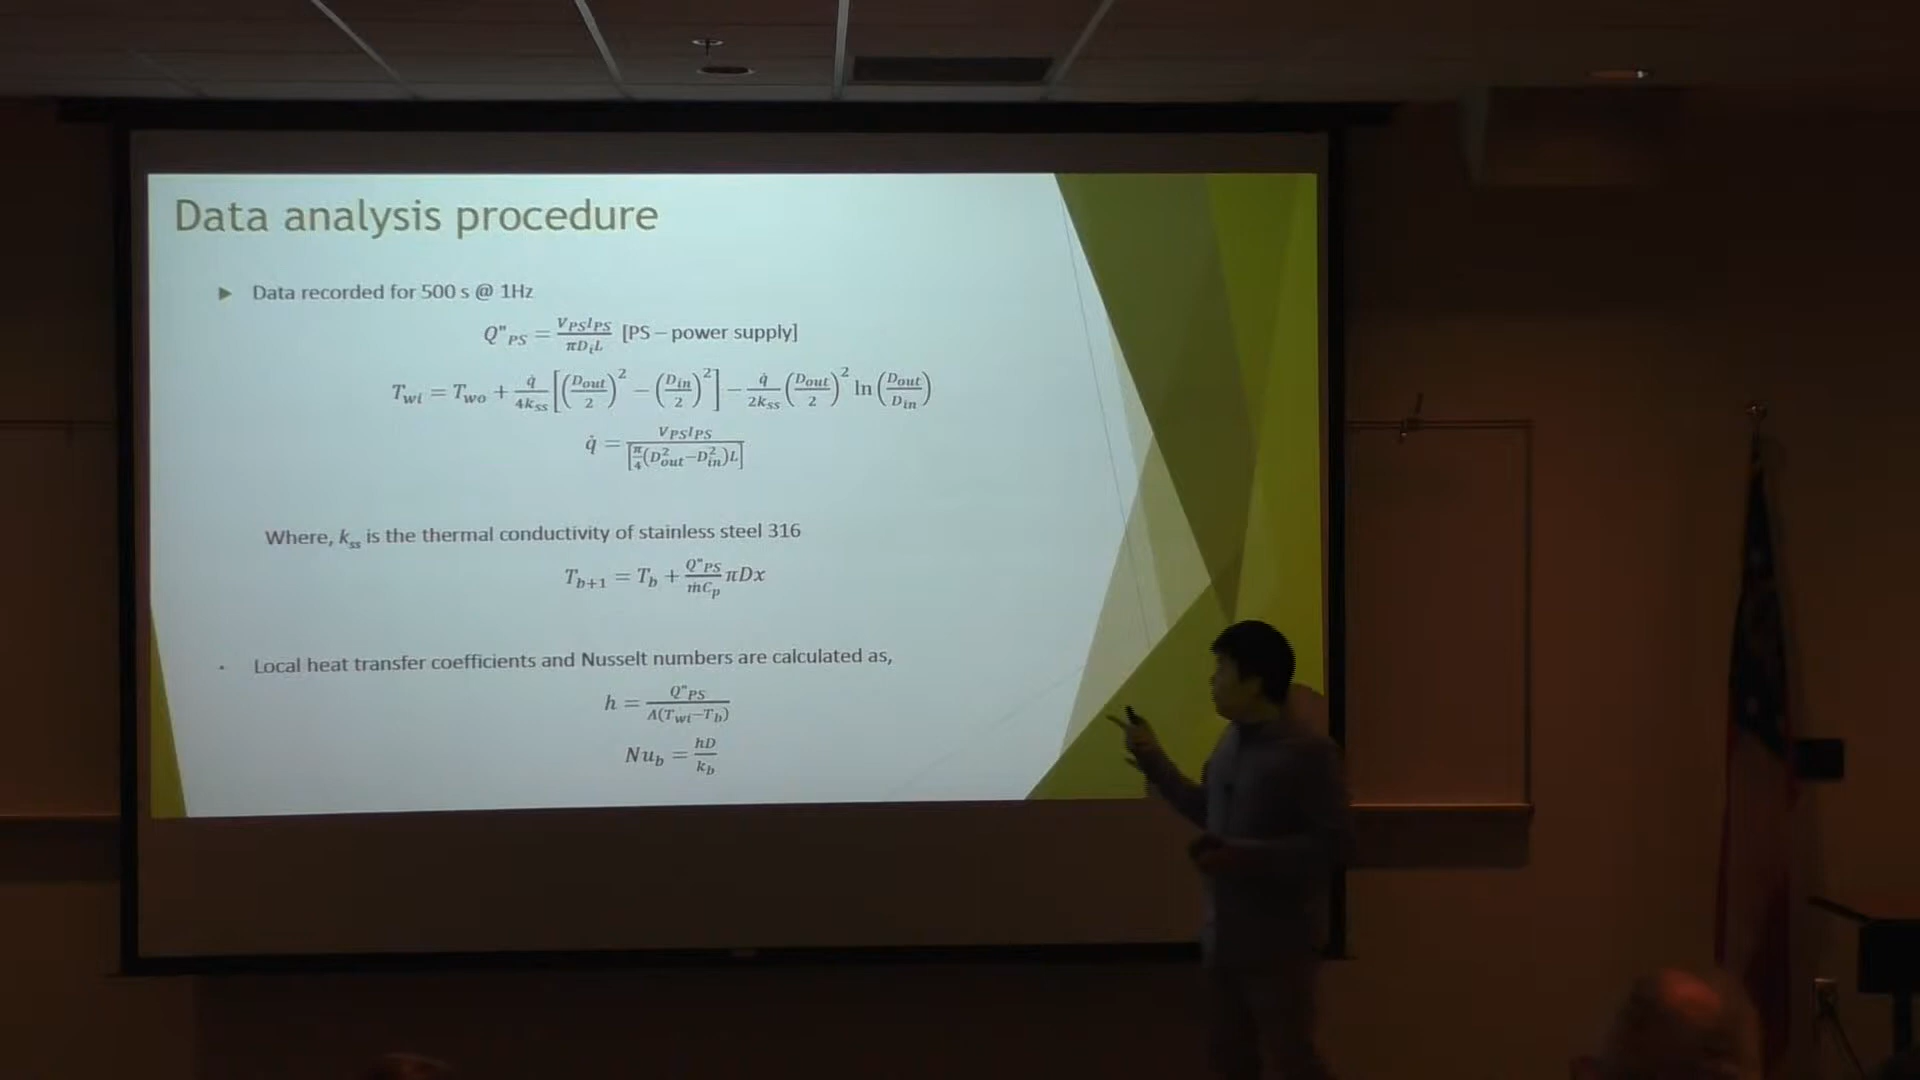 Data analysis procedure
▶ Data recorded for 500 s @ 1Hz
Q"_PS = V_PS I_PS / πD_iL [PS – power supply]
T_wi = T_wo + q̇/4k_ss [(D_out/2)² − (D_in/2)²] − q̇/2k_ss (D_out/2)² ln(D_out/D_in)
q̇ = V_PS I_PS / [π/4(D²_out−D²_in)L]
Where, k_ss is the thermal conductivity of stainless steel 316
T_b+1 = T_b + Q"_PS/ṁC_p πDx
• Local heat transfer coefficients and Nusselt numbers are calculated as,
h = Q"_PS / A(T_wi−T_b)
Nu_b = hD/k_b